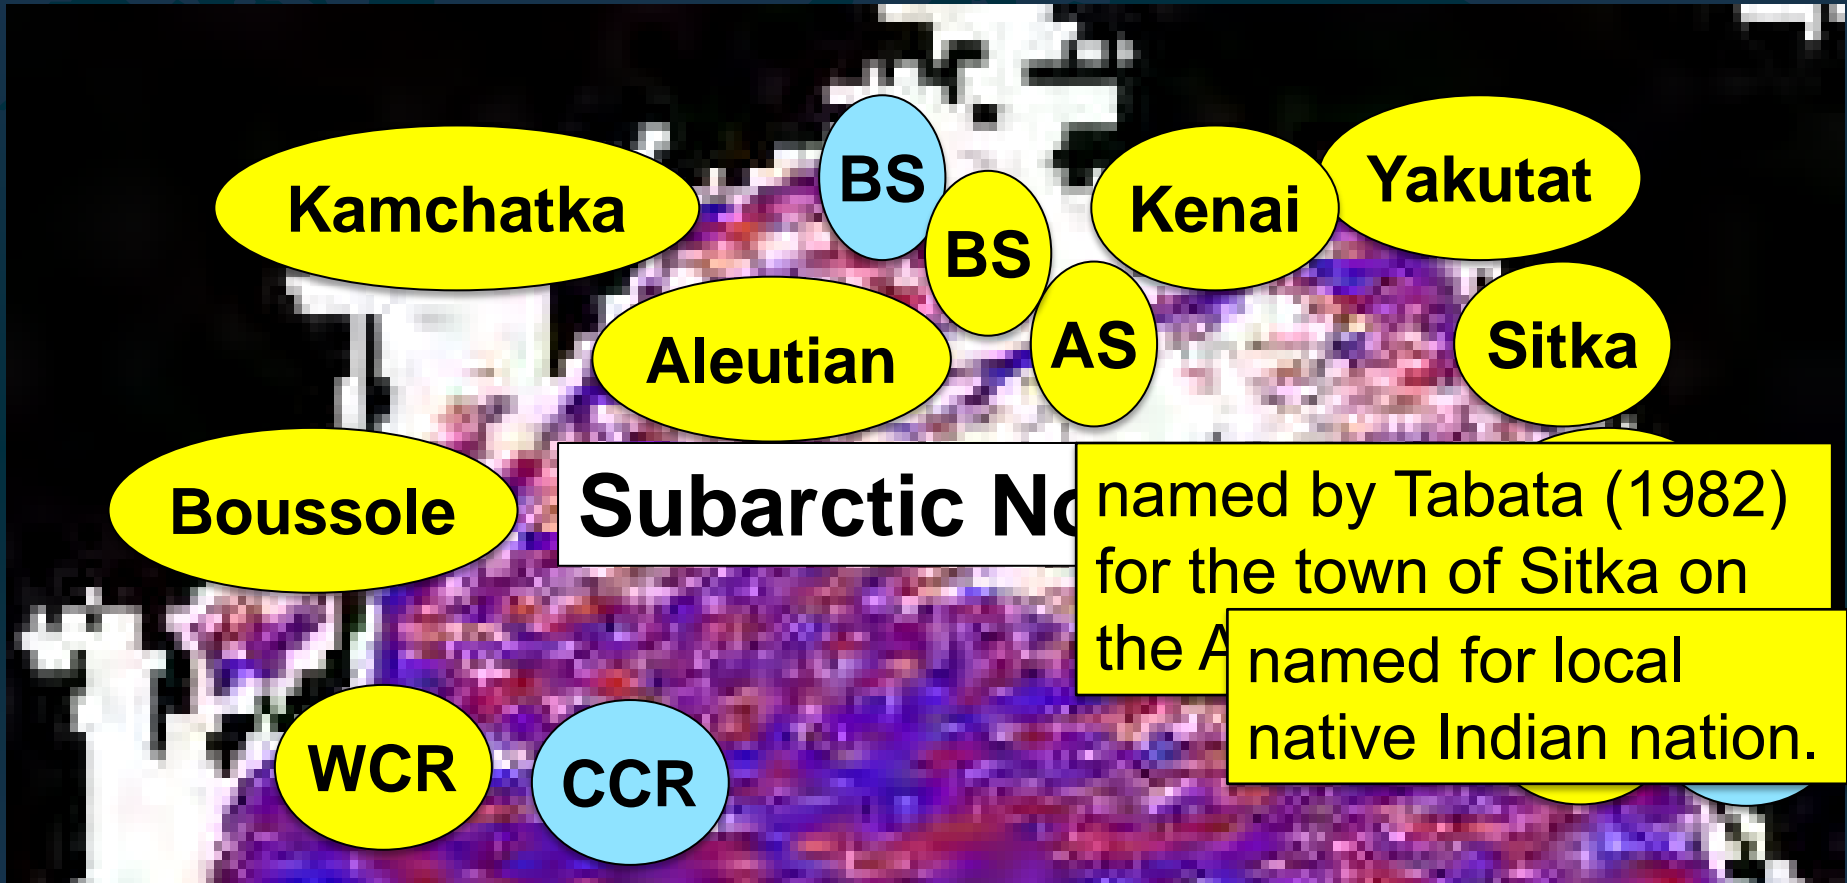 BS
Kenai
Yakutat
Kamchatka
BS
AS
Sitka
Aleutian
Boussole
Subarctic
named by Tabata (1982)
for the town of Sitka on
the
named for local
native Indian nation.
WCR
CCR